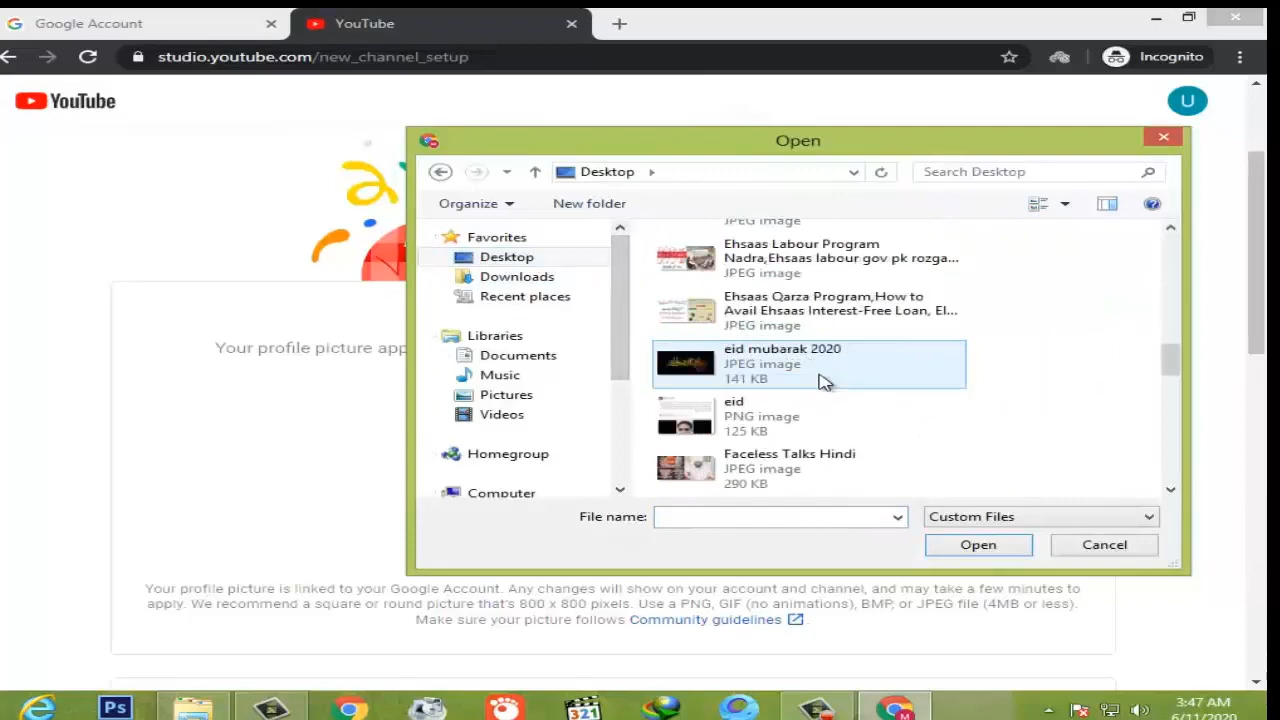 Google Account
YouTube
studio.youtube.com/new_channel_setup
Incognito
YouTube
U
Open
Desktop
Search Desktop
Organize
New folder
Favorites
Desktop
Downloads
Recent places
Libraries
Documents
Music
Pictures
Videos
Homegroup
Computer
JPEG image
Ehsaas Labour Program
Nadra,Ehsaas labour gov pk rozga...
JPEG image
Ehsaas Qarza Program,How to
Avail Ehsaas Interest-Free Loan, El...
JPEG image
eid mubarak 2020
JPEG image
141 KB
eid
PNG image
125 KB
Faceless Talks Hindi
JPEG image
290 KB
File name:
Custom Files
Open
Cancel
Your profile picture app
Your profile picture is linked to your Google Account. Any changes will show on your account and channel, and may take a few minutes to
apply. We recommend a square or round picture that's 800 x 800 pixels. Use a PNG, GIF (no animations), BMP, or JPEG file (4MB or less).
Make sure your picture follows Community guidelines.
Ps
321
3:47 AM
6/11/2020